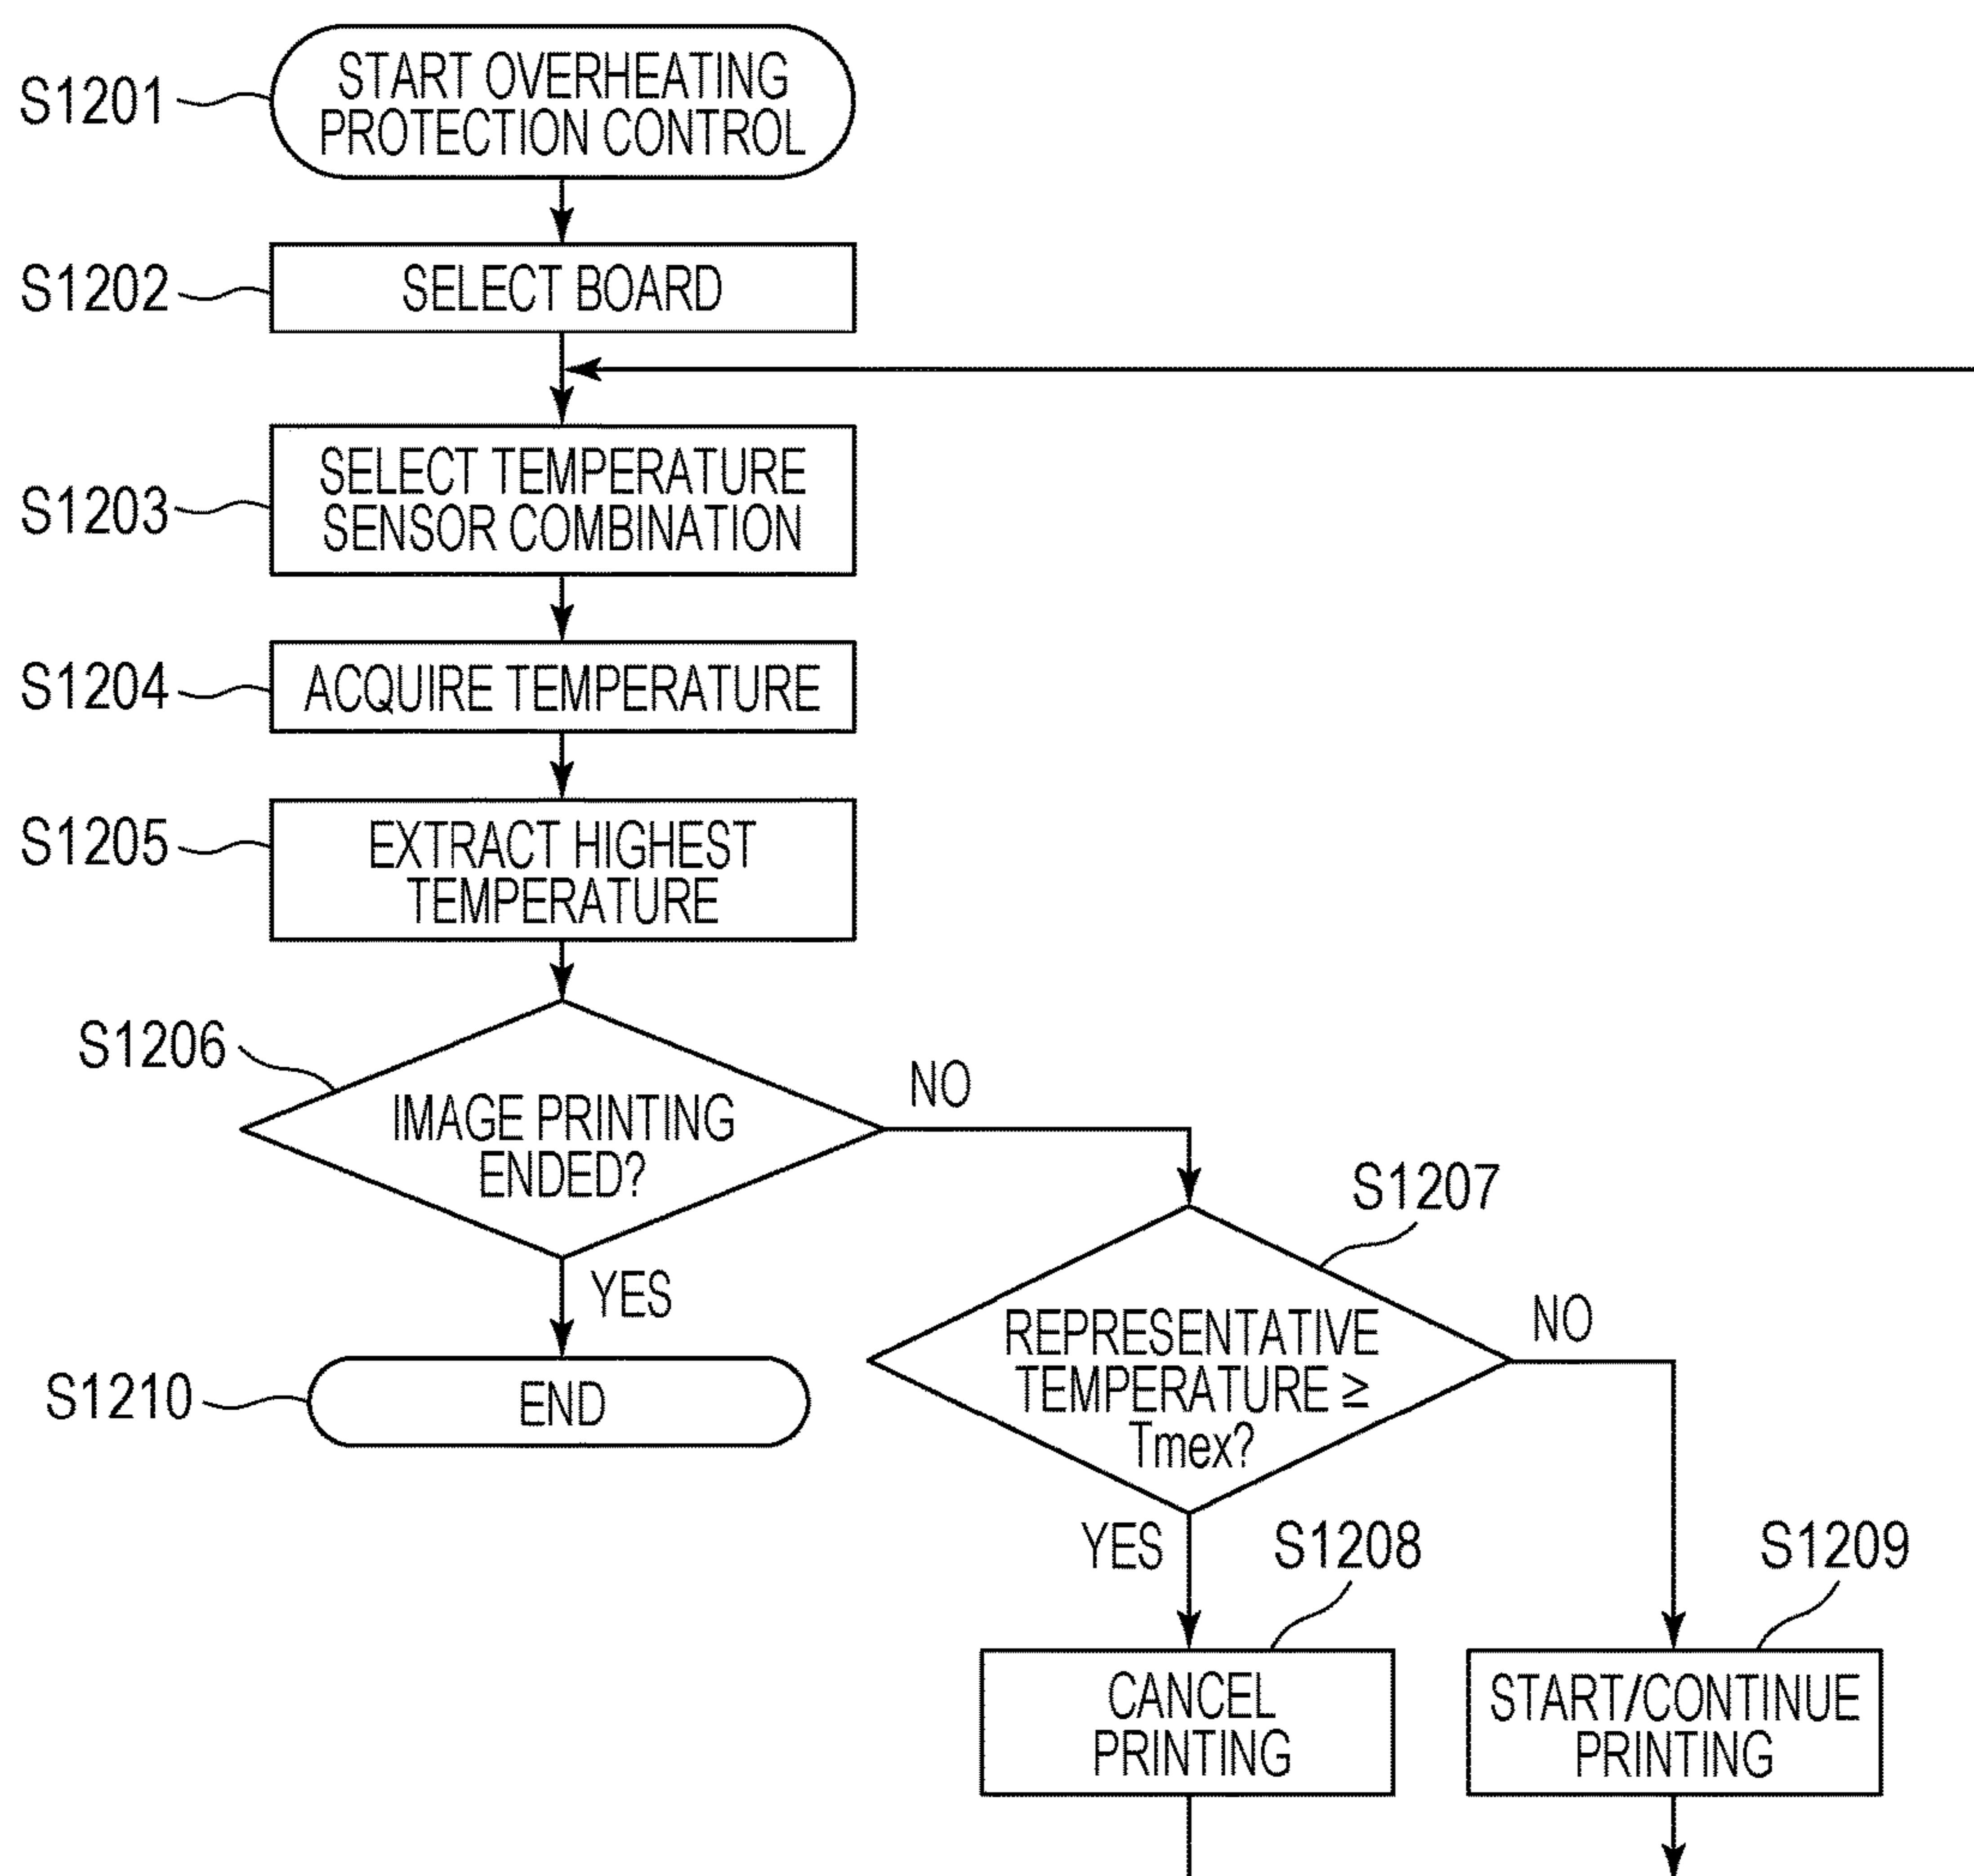 S1201
START OVERHEATING
PROTECTION CONTROL
S1202
SELECT BOARD
S1203
SELECT TEMPERATURE
SENSOR COMBINATION
S1204
ACQUIRE TEMPERATURE
S1205
EXTRACT HIGHEST
TEMPERATURE
S1206
IMAGE PRINTING
ENDED?
NO
YES
S1207
REPRESENTATIVE
TEMPERATURE ≥
Tmex?
NO
YES
S1210
END
S1208
CANCEL
PRINTING
S1209
START/CONTINUE
PRINTING